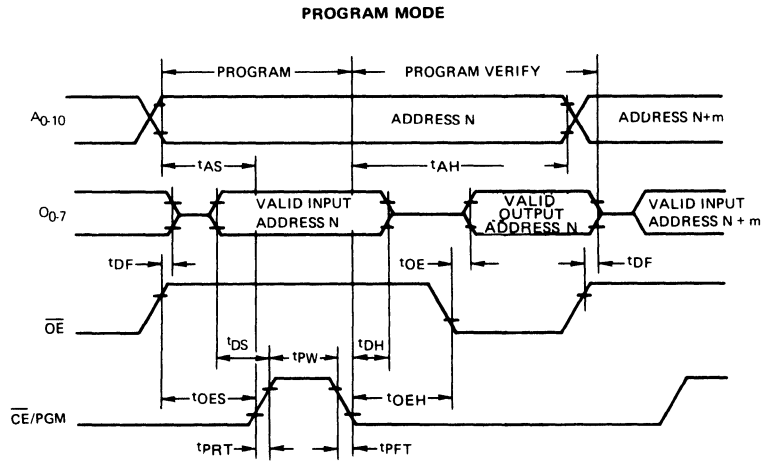 PROGRAM MODE
PROGRAM
PROGRAM VERIFY
A0-10
ADDRESS N
ADDRESS N+m
tAS
tAH
O0-7
VALID INPUT
ADDRESS N
VALID
OUTPUT
ADDRESS N
VALID INPUT
ADDRESS N + m
tDF
tOE
tDF
OE
tDS
tPW
tDH
tOES
tOEH
CE/PGM
tPRT
tPFT